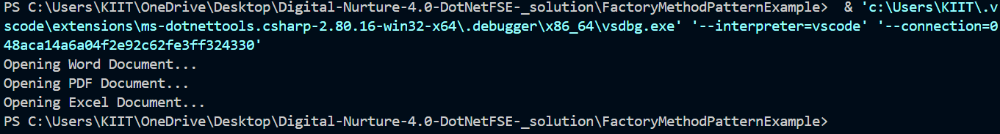 PS C:\Users\KIIT\OneDrive\Desktop\Digital-Nurture-4.0-DotNetFSE-_solution\FactoryMethodPatternExample>  & 'c:\Users\KIIT\.v
scode\extensions\ms-dotnettools.csharp-2.80.16-win32-x64\.debugger\x86_64\vsdbg.exe' '--interpreter=vscode' '--connection=0
48aca14a6a04f2e92c62fe3ff324330'
Opening Word Document...
Opening PDF Document...
Opening Excel Document...
PS C:\Users\KIIT\OneDrive\Desktop\Digital-Nurture-4.0-DotNetFSE-_solution\FactoryMethodPatternExample>